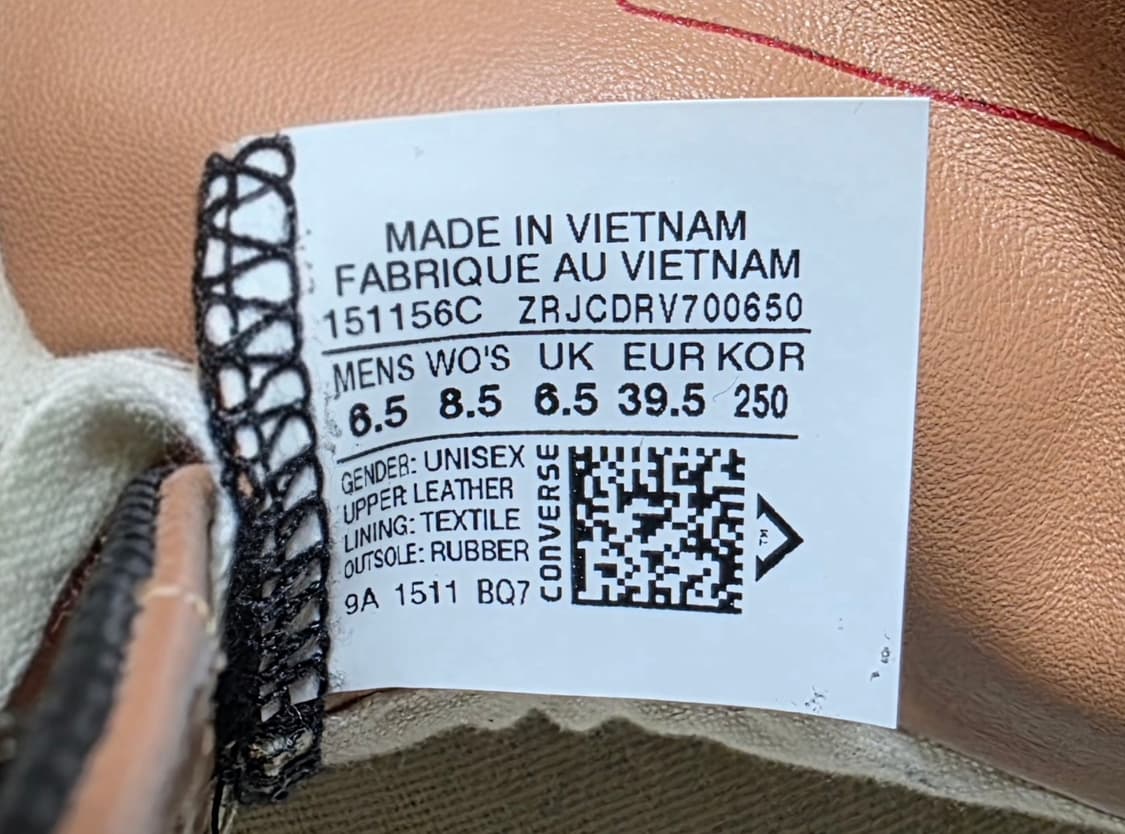 MADE IN VIETNAM
FABRIQUE AU VIETNAM
151156C ZRJCDRV700650
MENS WO'S UK EUR KOR
6.5 8.5 6.5 39.5 250
GENDER: UNISEX
UPPER: LEATHER
LINING: TEXTILE
OUTSOLE: RUBBER
9A 1511 BQ7
CONVERSE
TM